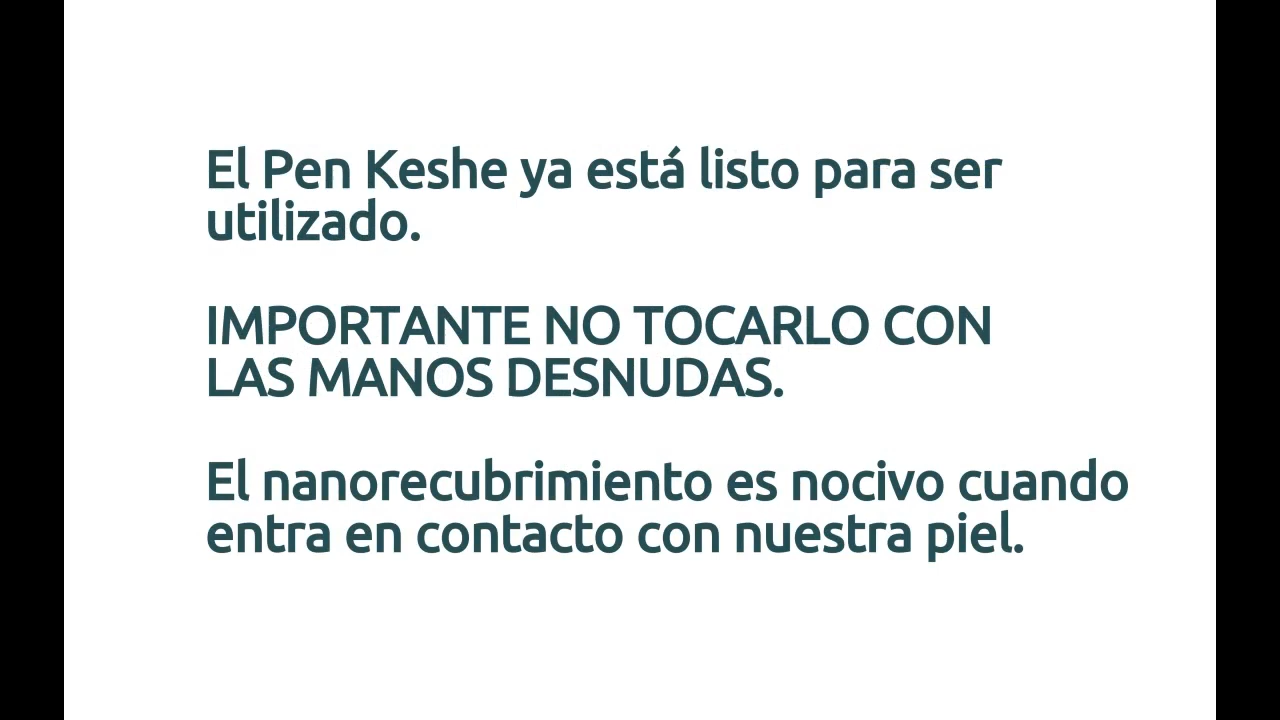 El Pen Keshe ya está listo para ser
utilizado.
IMPORTANTE NO TOCARLO CON
LAS MANOS DESNUDAS.
El nanorecubrimiento es nocivo cuando
entra en contacto con nuestra piel.